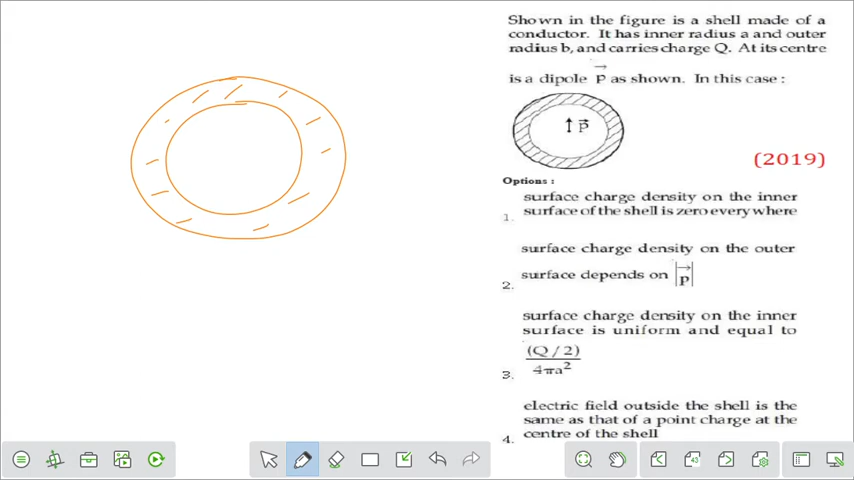 Shown in the figure is a shell made of a
conductor. It has inner radius a and outer
radius b, and carries charge Q. At its centre
is a dipole p⃗ as shown. In this case :
p⃗
(2019)
Options :
1. surface charge density on the inner
surface of the shell is zero everywhere
surface charge density on the outer
2. surface depends on |p⃗|
surface charge density on the inner
surface is uniform and equal to
(Q / 2)
3. 4πa²
electric field outside the shell is the
same as that of a point charge at the
4. centre of the shell
43